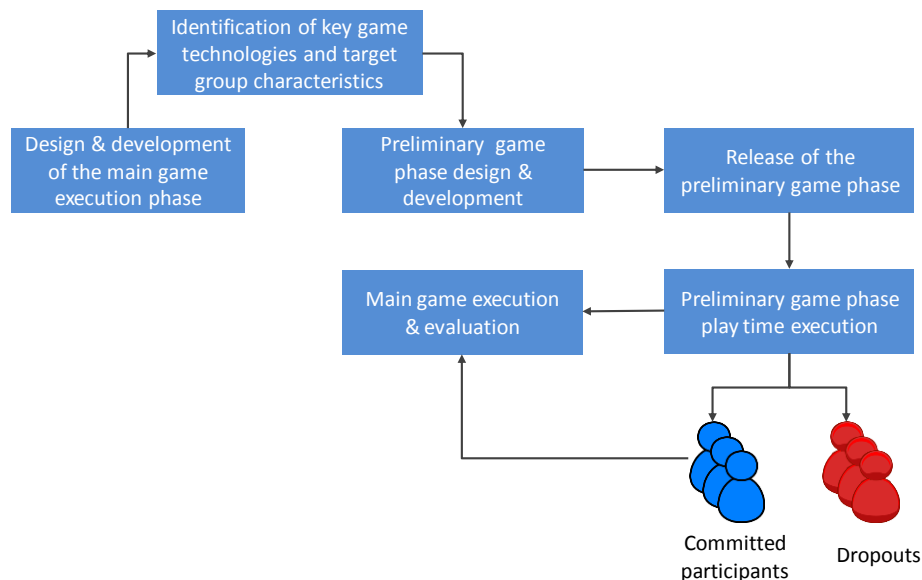 Identification of key game
technologies and target
group characteristics
Design & development
of the main game
execution phase
Preliminary game
phase design &
development
Release of the
preliminary game phase
Main game execution
& evaluation
Preliminary game phase
play time execution
Committed
participants
Dropouts